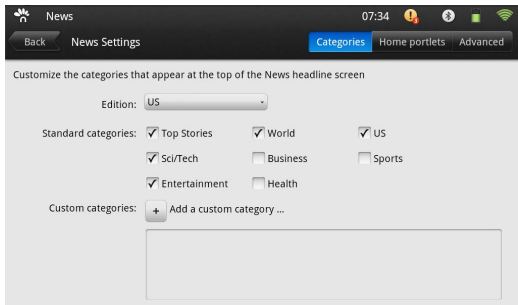 News 07:34
Back News Settings Categories Home portlets Advanced
Customize the categories that appear at the top of the News headline screen
Edition: US
Standard categories: Top Stories World US
Sci/Tech Business Sports
Entertainment Health
Custom categories: + Add a custom category ...